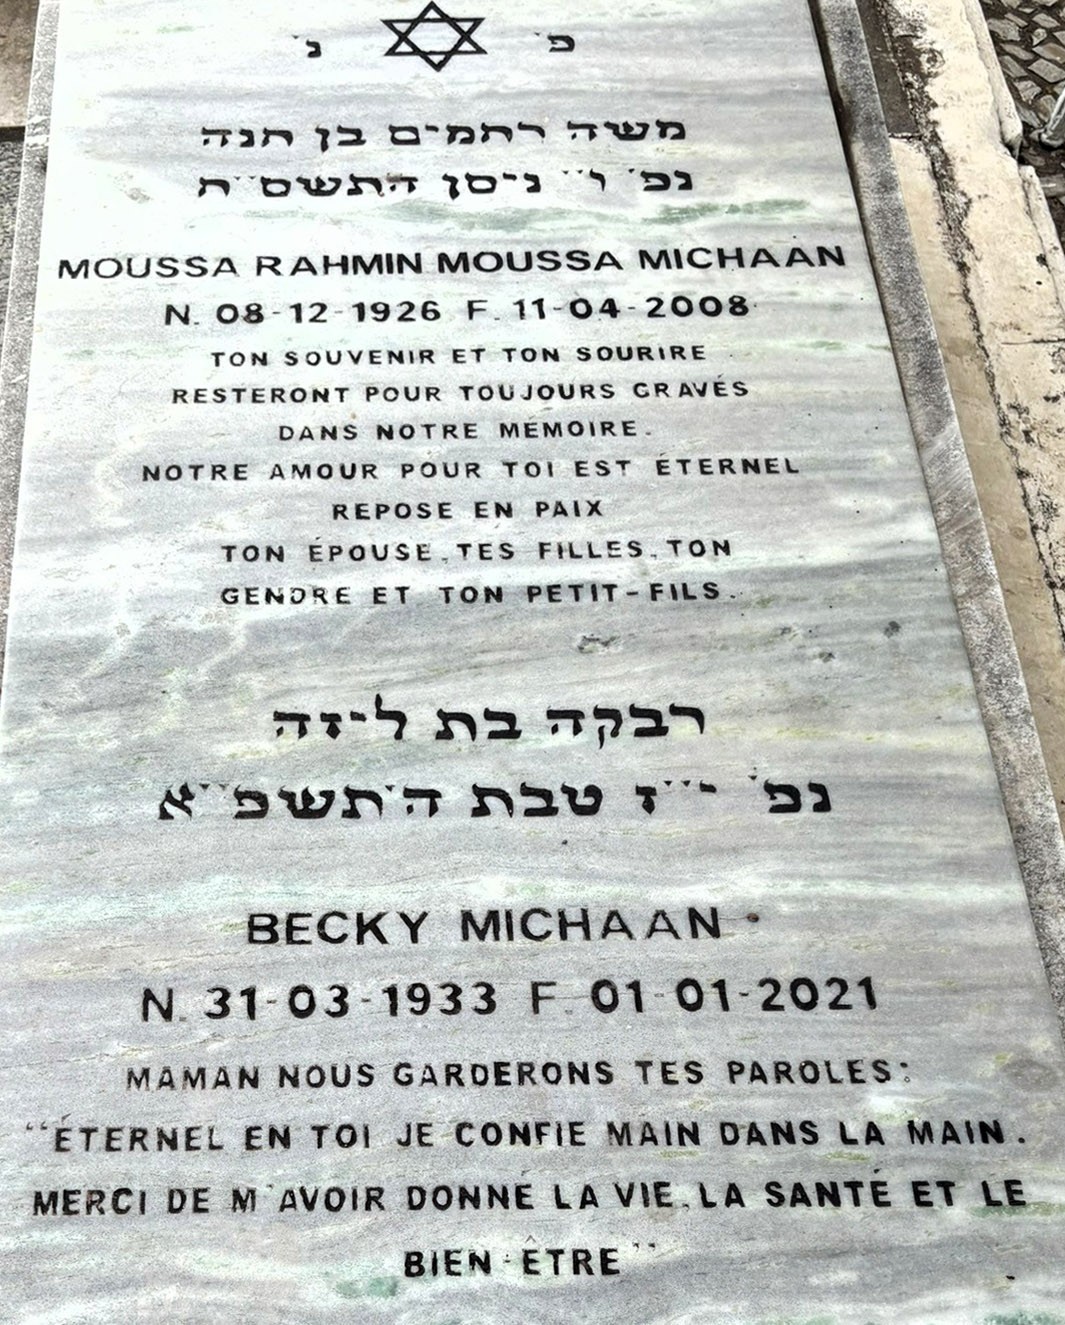 פ' נ'
משה רחמים בן חנה
נפ' ו'' ניסן התשס''ח
MOUSSA RAHMIN MOUSSA MICHAAN
N. 08-12-1926 F. 11-04-2008
TON SOUVENIR ET TON SOURIRE
RESTERONT POUR TOUJOURS GRAVÉS
DANS NOTRE MÉMOIRE.
NOTRE AMOUR POUR TOI EST ÉTERNEL
REPOSE EN PAIX
TON ÉPOUSE, TES FILLES, TON
GENDRE ET TON PETIT-FILS.
רבקה בת ליזה
נפ' י''ז טבת ה'תשפ''א
BECKY MICHAAN
N. 31-03-1933 F. 01-01-2021
MAMAN NOUS GARDERONS TES PAROLES:
"ÉTERNEL EN TOI JE CONFIE MAIN DANS LA MAIN.
MERCI DE M'AVOIR DONNÉ LA VIE, LA SANTÉ ET LE
BIEN-ÊTRE"